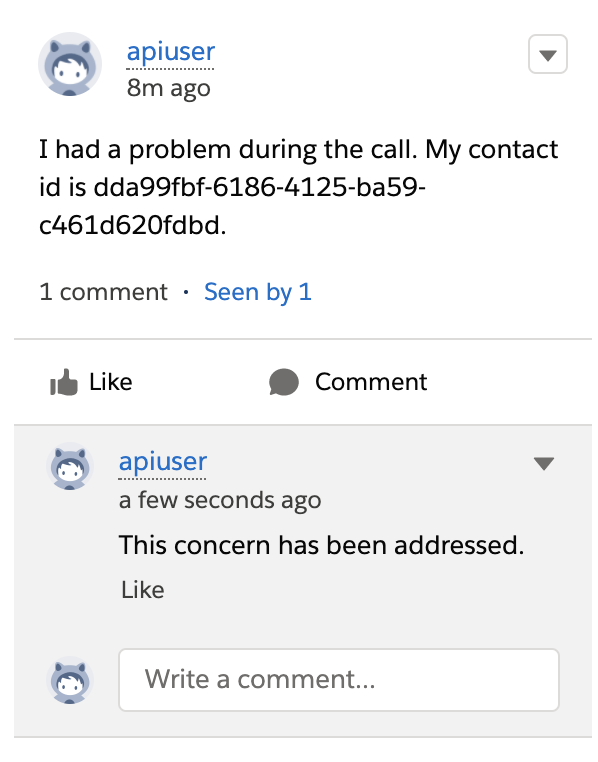 apiuser
8m ago
I had a problem during the call. My contact
id is dda99fbf-6186-4125-ba59-
c461d620fdbd.
1 comment · Seen by 1
Like Comment
apiuser
a few seconds ago
This concern has been addressed.
Like
Write a comment...